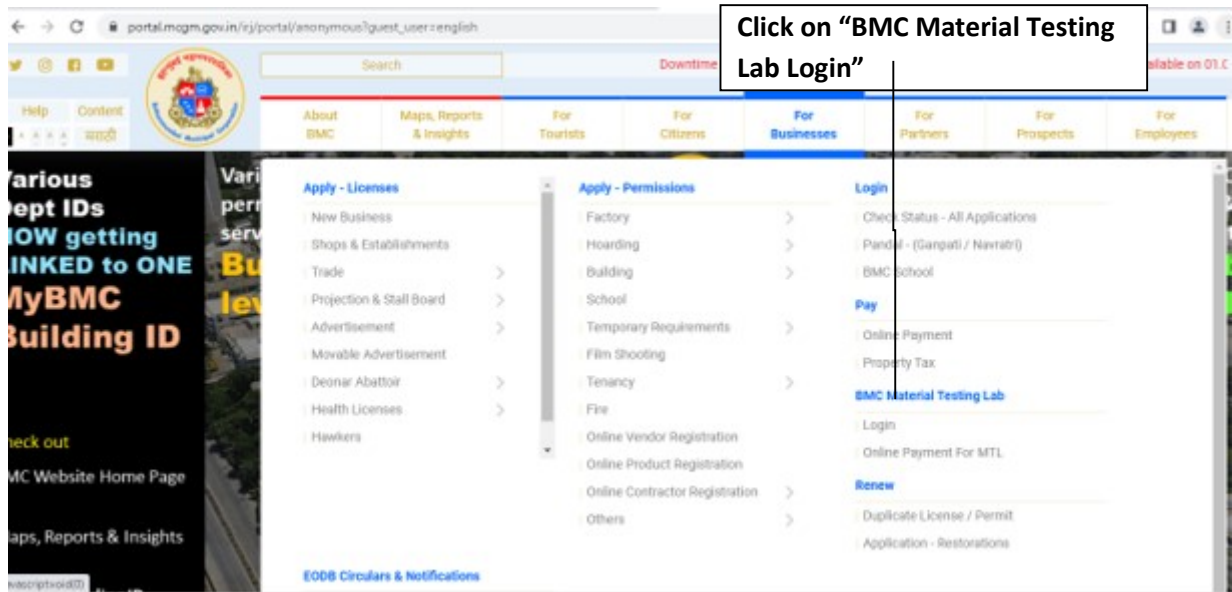 portal.mcgm.gov.in/irj/portal/anonymous?guest_user=english
Click on “BMC Material Testing
Lab Login”
Search
Downtime
ailable on 01.0
Help
Content
मराठी
About
BMC
Maps, Reports
& Insights
For
Tourists
For
Citizens
For
Businesses
For
Partners
For
Prospects
For
Employees
Various
Dept IDs
NOW getting
LINKED to ONE
MyBMC
Building ID
heck out
MC Website Home Page
aps, Reports & Insights
Vari
perr
serv
Bu
lev
Apply - Licenses
New Business
Shops & Establishments
Trade
Projection & Stall Board
Advertisement
Movable Advertisement
Deonar Abattoir
Health Licenses
Hawkers
Apply - Permissions
Factory
Hoarding
Building
School
Temporary Requirements
Film Shooting
Tenancy
Fire
Online Vendor Registration
Online Product Registration
Online Contractor Registration
Others
Login
Check Status - All Applications
Pandal - (Ganpati / Navratri)
BMC School
Pay
Online Payment
Property Tax
BMC Material Testing Lab
Login
Online Payment For MTL
Renew
Duplicate License / Permit
Application - Restorations
EODB Circulars & Notifications